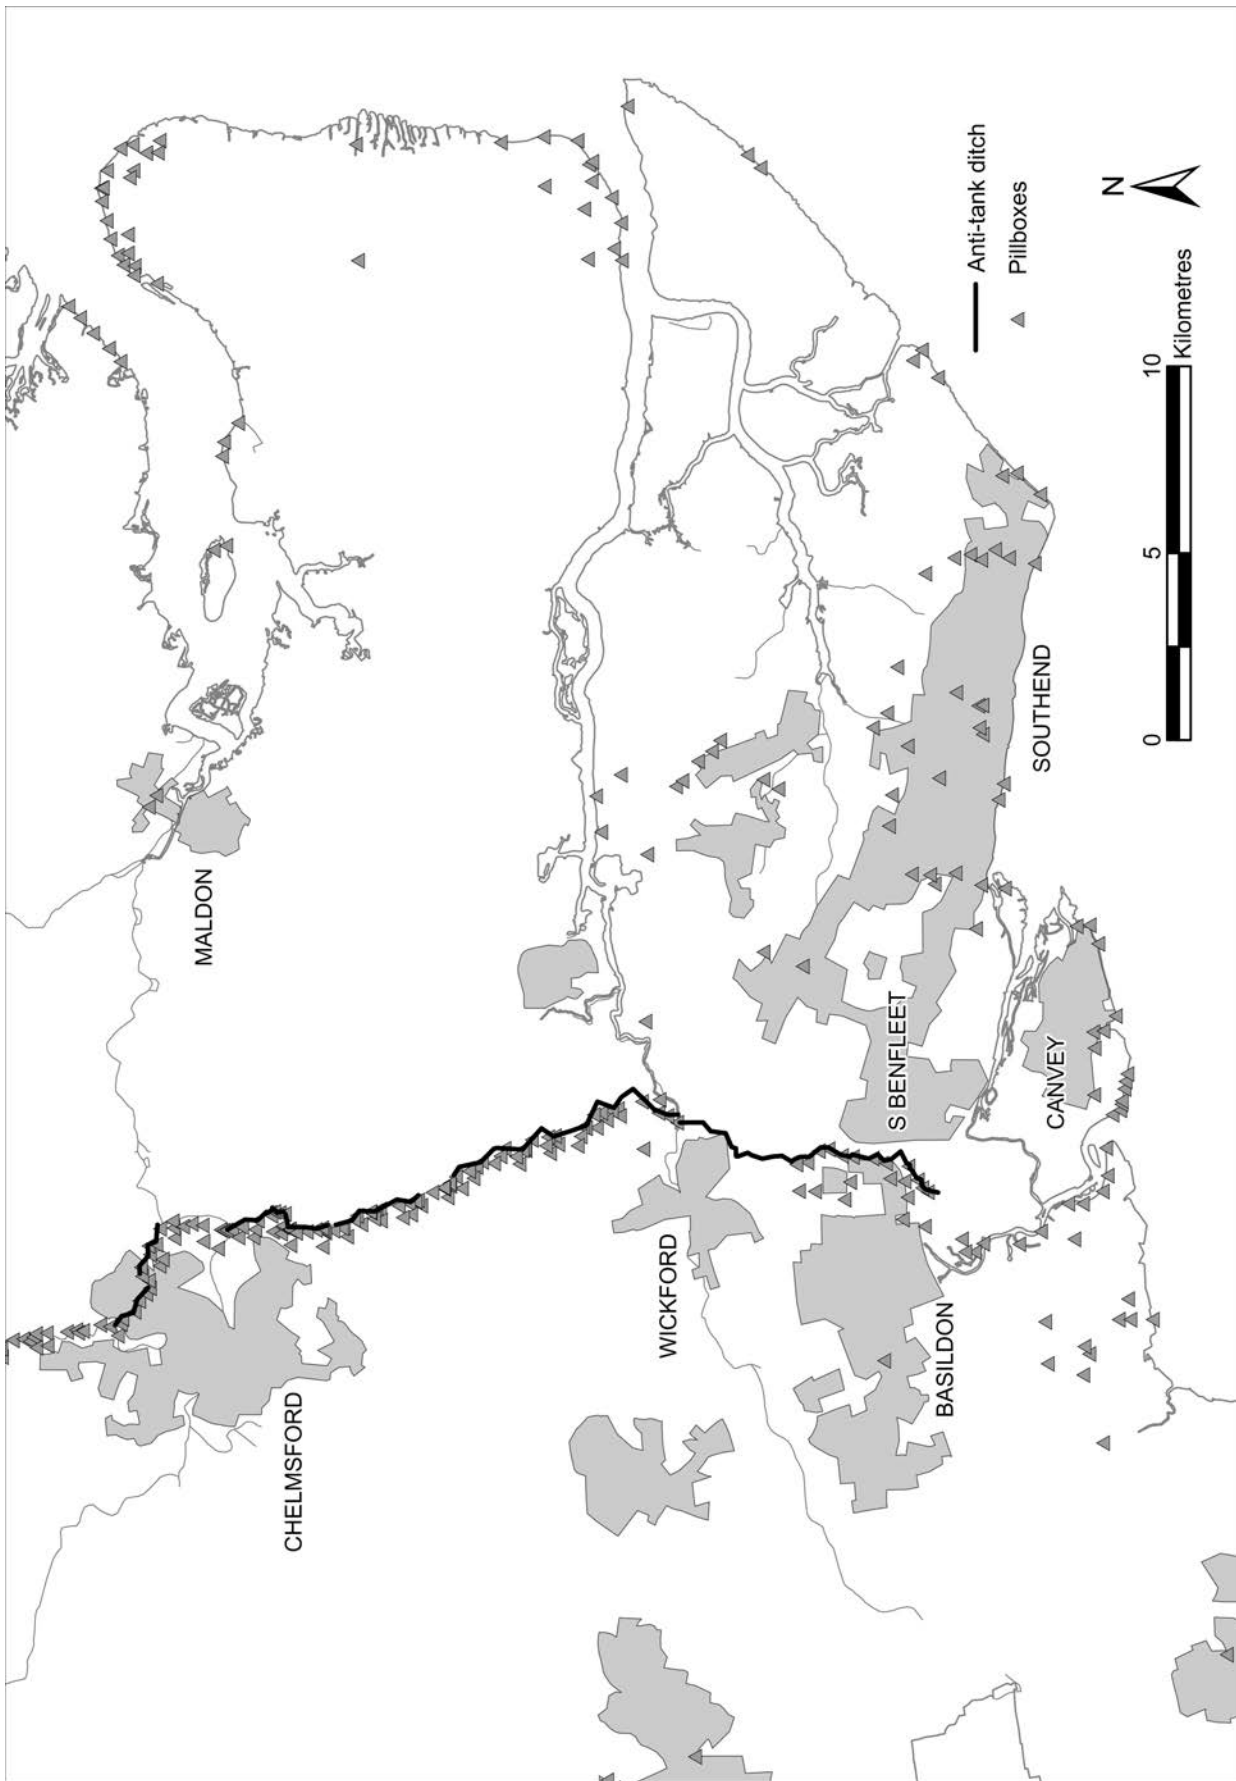 MALDON
CHELMSFORD
WICKFORD
S BENFLEET
BASILDON
CANVEY
SOUTHEND
Anti-tank ditch
Pillboxes
N
0 5 10
Kilometres